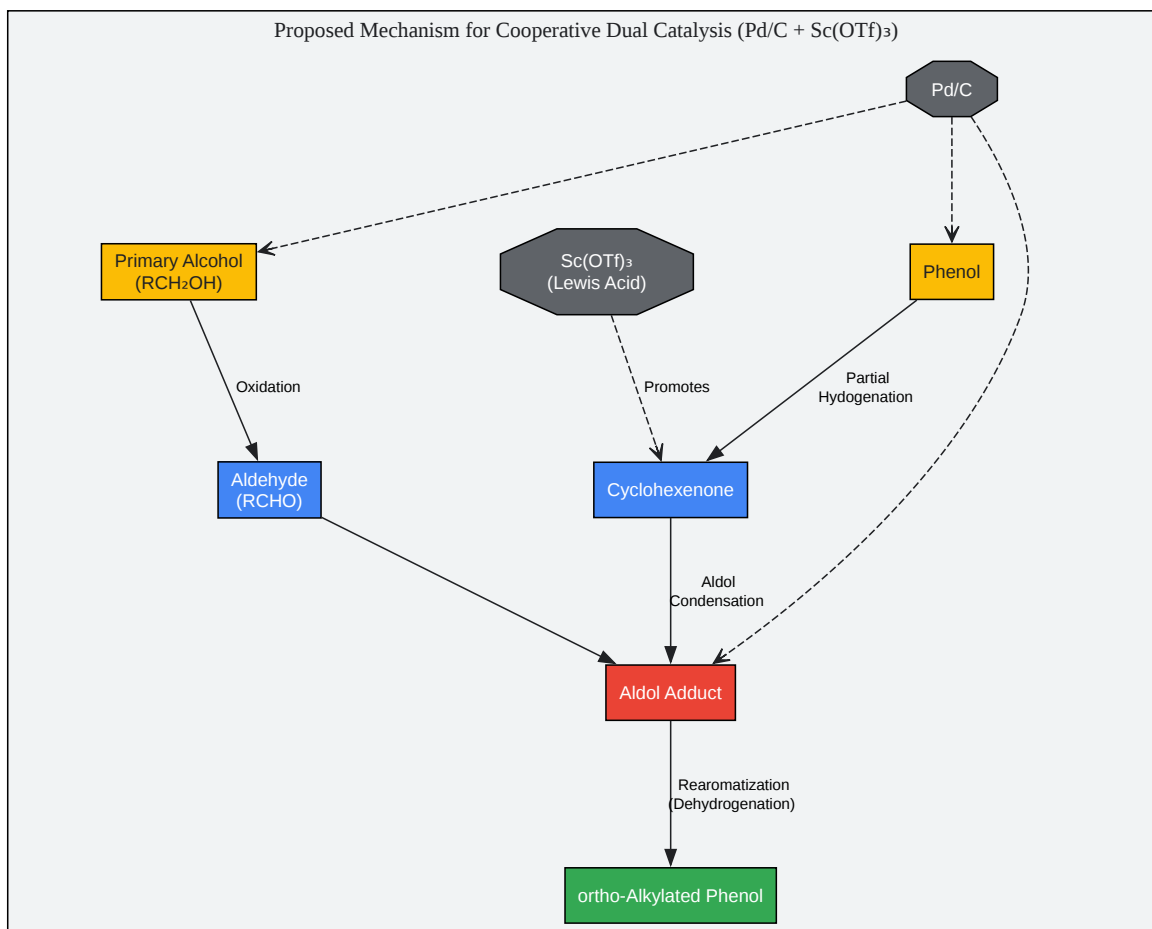 Proposed Mechanism for Cooperative Dual Catalysis (Pd/C + Sc(OTf)₃)
Pd/C
Primary Alcohol
(RCH₂OH)
Sc(OTf)₃
(Lewis Acid)
Phenol
Oxidation
Promotes
Partial
Hydogenation
Aldehyde
(RCHO)
Cyclohexenone
Aldol
Condensation
Aldol Adduct
Rearomatization
(Dehydrogenation)
ortho-Alkylated Phenol